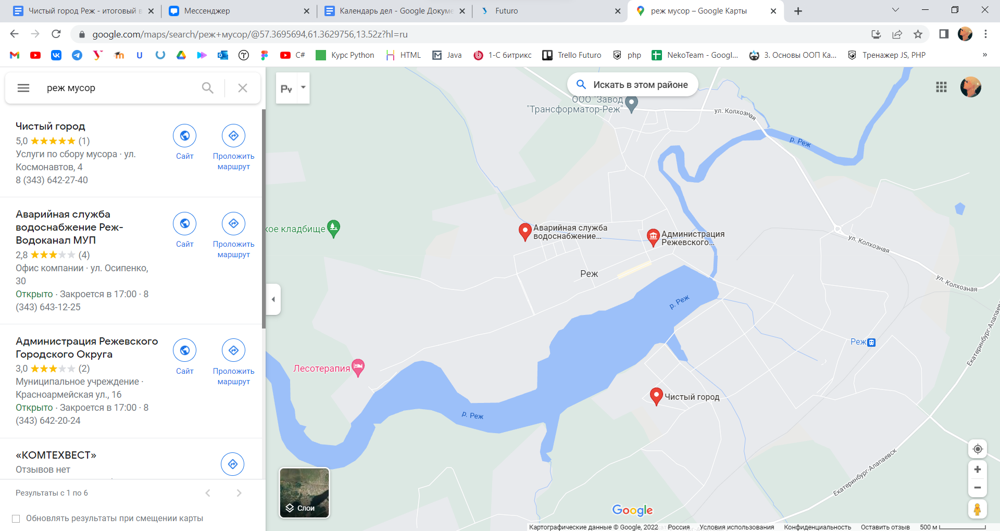 Чистый город Реж - итоговый в
Мессенджер
Календарь дел - Google Докуме
Futuro
реж мусор – Google Карты
google.com/maps/search/реж+мусор/@57.3695694,61.3629756,13.52z?hl=ru
C#
Курс Python
HTML
Java
1-С битрикс
Trello Futuro
php
NekoTeam - Googl...
3. Основы ООП Ка...
Тренажер JS, PHP
»
реж мусор
Чистый город
5,0 (1)
Услуги по сбору мусора · ул.
Космонавтов, 4
8 (343) 642-27-40
Сайт
Проложить
маршрут
Аварийная служба
водоснабжение Реж-
Водоканал МУП
2,8 (4)
Офис компании · ул. Осипенко,
30
Открыто · Закроется в 17:00 · 8
(343) 643-12-25
Сайт
Проложить
маршрут
Администрация Режевского
Городского Округа
3,0 (2)
Муниципальное учреждение ·
Красноармейская ул., 16
Открыто · Закроется в 17:00 · 8
(343) 642-20-24
Сайт
Проложить
маршрут
«КОМТЕХВЕСТ»
Отзывов нет
Результаты с 1 по 6
Обновлять результаты при смещении карты
Ру
Искать в этом районе
ООО "Завод
"Трансформатор-Реж"
ул. Колхозная
р. Реж
кое кладбище
Аварийная служба
водоснабжение...
Администрация
Режевского...
ул. Колхозная
Реж
ул. Колхозная
р. Реж
Екатеринбург-Алапаевс
Реж
Лесотерапия
Чистый город
р. Реж
Екатеринбург-Алапаевск
Слои
Google
Картографические данные © Google, 2022
Россия
Условия использования
Конфиденциальность
Оставить отзыв
500 м